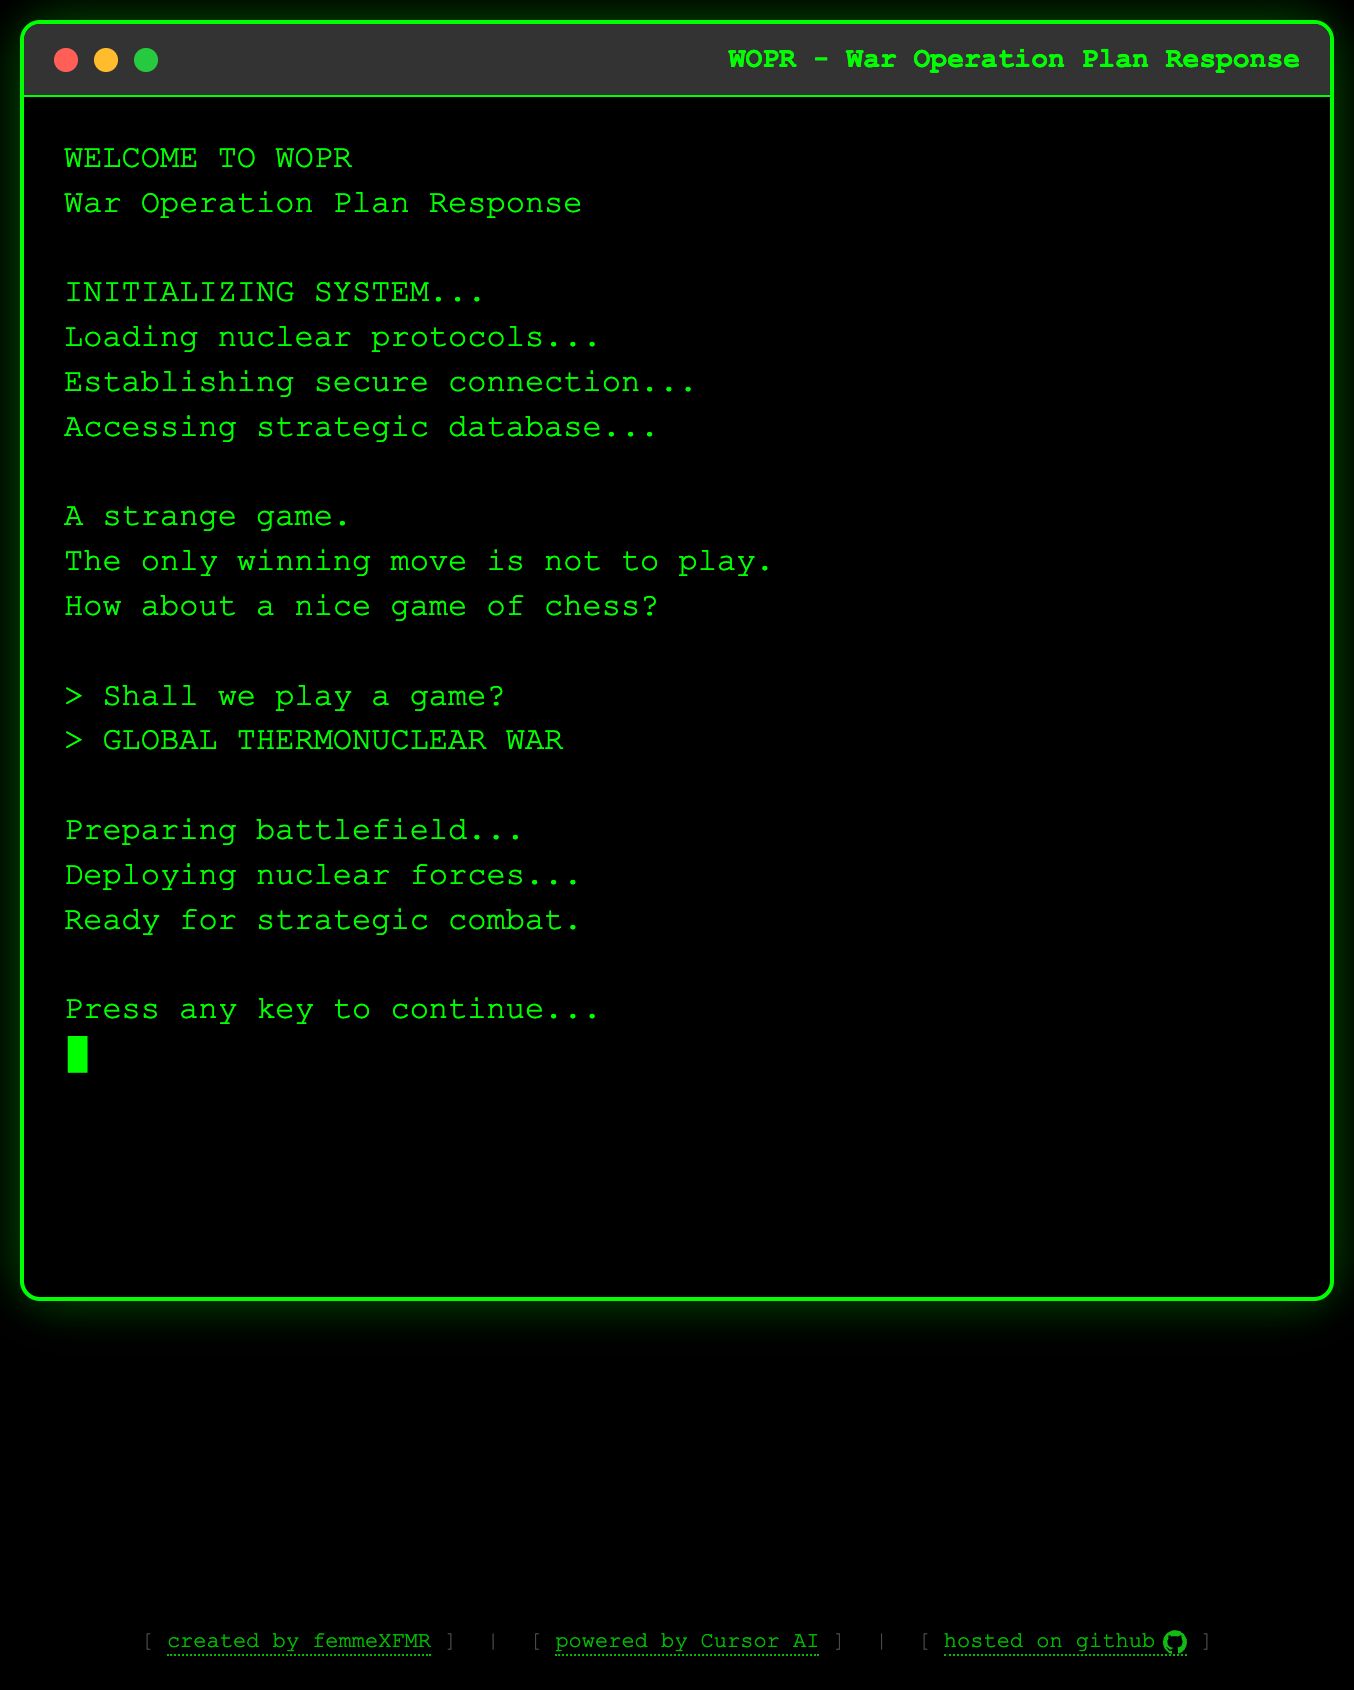 WOPR - War Operation Plan Response
WELCOME TO WOPR
War Operation Plan Response
INITIALIZING SYSTEM...
Loading nuclear protocols...
Establishing secure connection...
Accessing strategic database...
A strange game.
The only winning move is not to play.
How about a nice game of chess?
> Shall we play a game?
> GLOBAL THERMONUCLEAR WAR
Preparing battlefield...
Deploying nuclear forces...
Ready for strategic combat.
Press any key to continue...
[ created by femmeXFMR ] | [ powered by Cursor AI ] | [ hosted on github ]